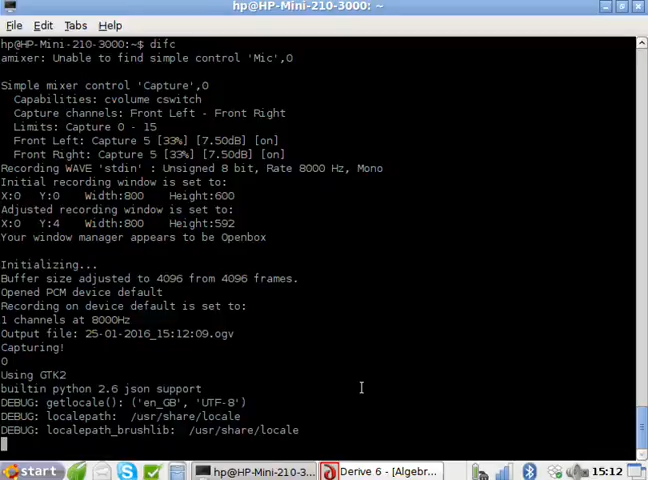 hp@HP-Mini-210-3000: ~
File Edit Tabs Help
hp@HP-Mini-210-3000:~$ difc
amixer: Unable to find simple control 'Mic',0
Simple mixer control 'Capture',0
Capabilities: cvolume cswitch
Capture channels: Front Left - Front Right
Limits: Capture 0 - 15
Front Left: Capture 5 [33%] [7.50dB] [on]
Front Right: Capture 5 [33%] [7.50dB] [on]
Recording WAVE 'stdin' : Unsigned 8 bit, Rate 8000 Hz, Mono
Initial recording window is set to:
X:0 Y:0 Width:800 Height:600
Adjusted recording window is set to:
X:0 Y:4 Width:800 Height:592
Your window manager appears to be Openbox
Initializing...
Buffer size adjusted to 4096 from 4096 frames.
Opened PCM device default
Recording on device default is set to:
1 channels at 8000Hz
Output file: 25-01-2016_15:12:09.ogv
Capturing!
0
Using GTK2
builtin python 2.6 json support
DEBUG: getlocale(): ('en_GB', 'UTF-8')
DEBUG: localepath: /usr/share/locale
DEBUG: localepath_brushlib: /usr/share/locale
start hp@HP-Mini-210-3... Derive 6 - [Algebr... 15:12